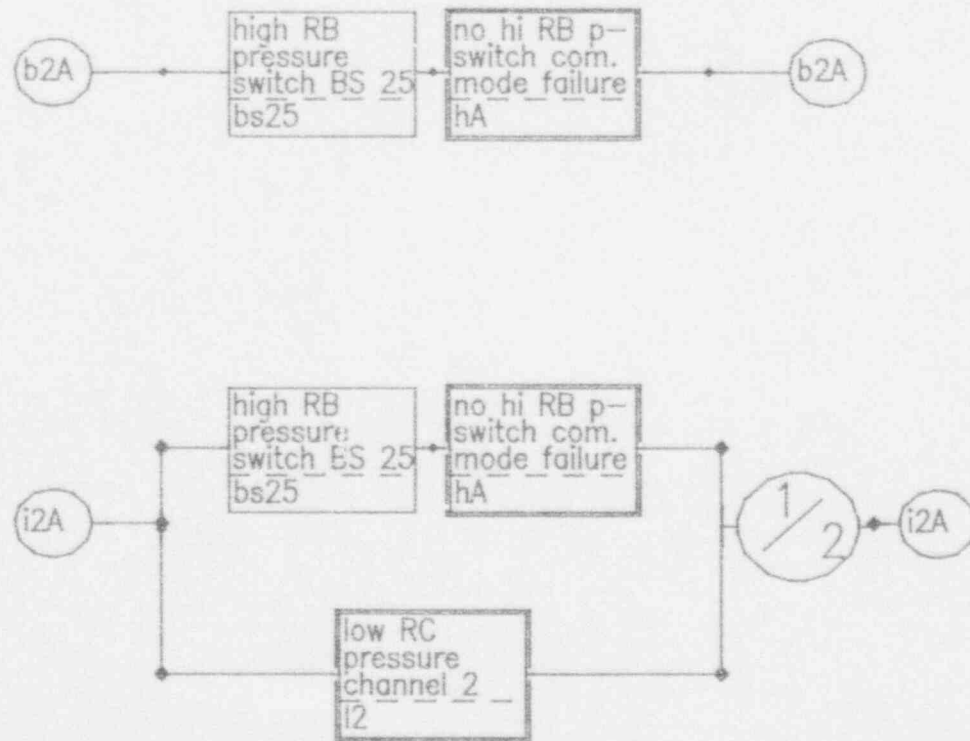 b2A
high RB
pressure
switch BS 25
bs25
no hi RB p-
switch com.
mode failure
hA
b2A
i2A
high RB
pressure
switch BS 25
bs25
no hi RB p-
switch com.
mode failure
hA
1/2
i2A
low RC
pressure
channel 2
i2